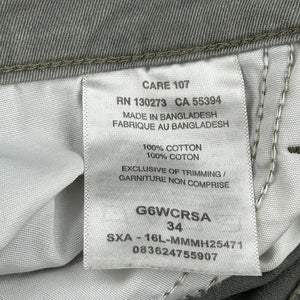 CARE 107
RN 130273 CA 55394
MADE IN BANGLADESH
FABRIQUE AU BANGLADESH
100% COTTON
100% COTTON
EXCLUSIVE OF TRIMMING /
GARNITURE NON COMPRISE
G6WCRSA
34
SXA - 16L-MMMH25471
083624755907